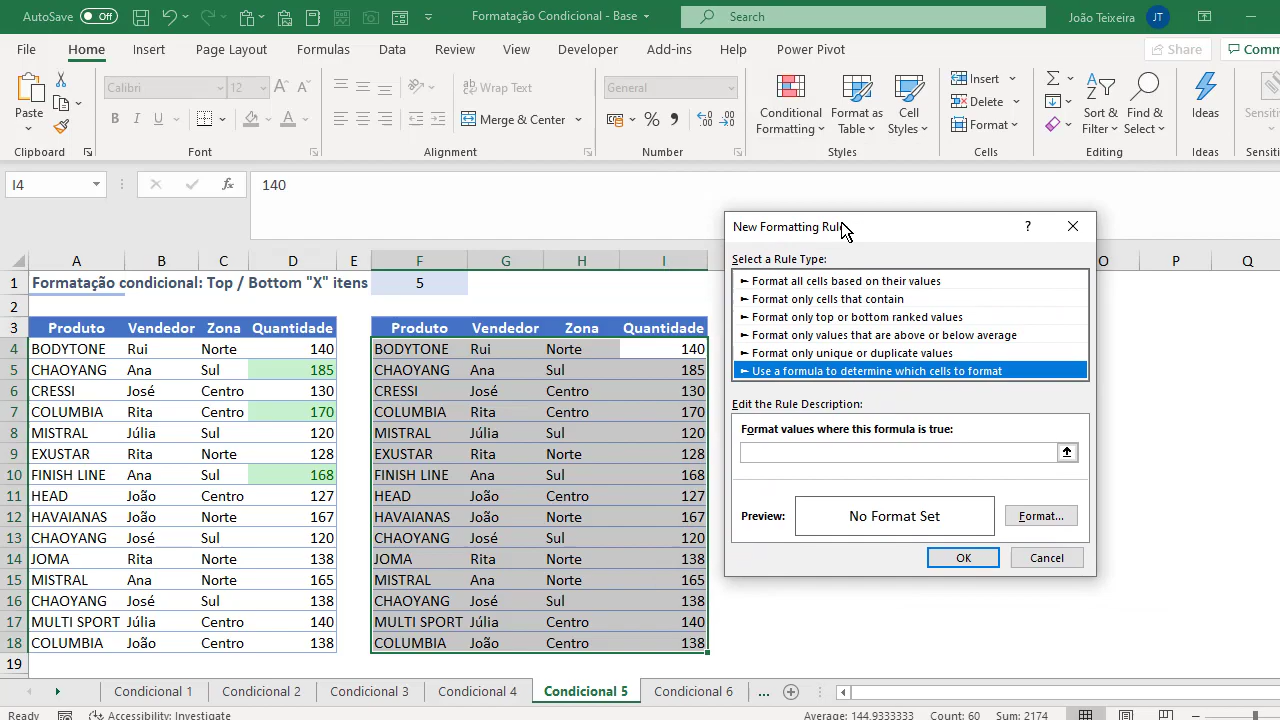 AutoSave Off Formatação Condicional - Base Search João Teixeira JT
File Home Insert Page Layout Formulas Data Review View Developer Add-ins Help Power Pivot Share Comm
Paste Calibri 12 Wrap Text General Conditional Formatting Format as Table Cell Styles Insert Sort & Filter Find & Select Ideas Sensitiv
B I U Merge & Center % Delete
Format
Clipboard Font Alignment Number Styles Cells Editing Ideas Sensiti
I4 fx 140
New Formatting Rule ?
Select a Rule Type:
► Format all cells based on their values
► Format only cells that contain
► Format only top or bottom ranked values
► Format only values that are above or below average
► Format only unique or duplicate values
► Use a formula to determine which cells to format
Edit the Rule Description:
Format values where this formula is true:
Preview: No Format Set Format...
OK Cancel
A B C D E F G H I O P Q
1 Formatação condicional: Top / Bottom "X" itens 5
2
3 Produto Vendedor Zona Quantidade Produto Vendedor Zona Quantidade
4 BODYTONE Rui Norte 140 BODYTONE Rui Norte 140
5 CHAOYANG Ana Sul 185 CHAOYANG Ana Sul 185
6 CRESSI José Centro 130 CRESSI José Centro 130
7 COLUMBIA Rita Centro 170 COLUMBIA Rita Centro 170
8 MISTRAL Júlia Sul 120 MISTRAL Júlia Sul 120
9 EXUSTAR Rita Norte 128 EXUSTAR Rita Norte 128
10 FINISH LINE Ana Sul 168 FINISH LINE Ana Sul 168
11 HEAD João Centro 127 HEAD João Centro 127
12 HAVAIANAS João Norte 167 HAVAIANAS João Norte 167
13 CHAOYANG João Sul 120 CHAOYANG João Sul 120
14 JOMA Rita Norte 138 JOMA Rita Norte 138
15 MISTRAL Ana Norte 165 MISTRAL Ana Norte 165
16 CHAOYANG José Sul 138 CHAOYANG José Sul 138
17 MULTI SPORT Júlia Centro 140 MULTI SPORT Júlia Centro 140
18 COLUMBIA João Centro 138 COLUMBIA João Centro 138
19
Condicional 1 Condicional 2 Condicional 3 Condicional 4 Condicional 5 Condicional 6 ...
Ready Accessibility: Investigate Average: 144.9333333 Count: 60 Sum: 2174